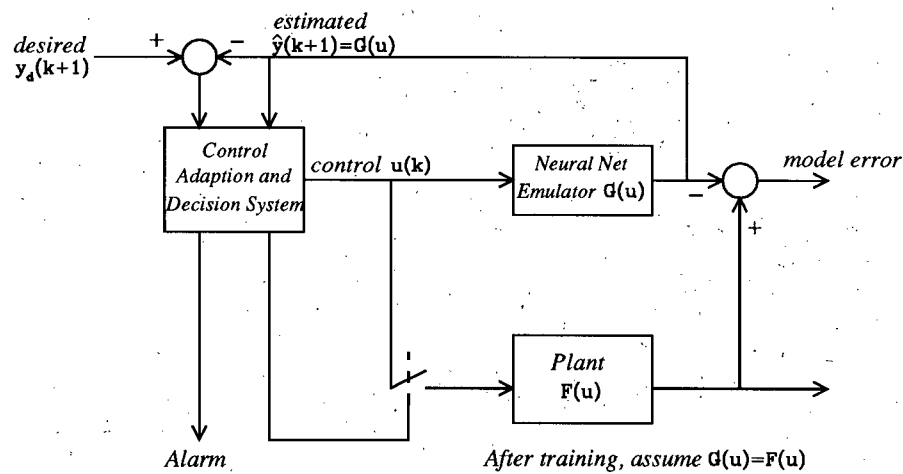 estimated
desired + − ŷ(k+1)=G(u)
y_d(k+1)
Control
Adaption and
Decision System
control u(k)
Neural Net
Emulator G(u)
model error
−
+
Plant
F(u)
Alarm
After training, assume G(u)=F(u)